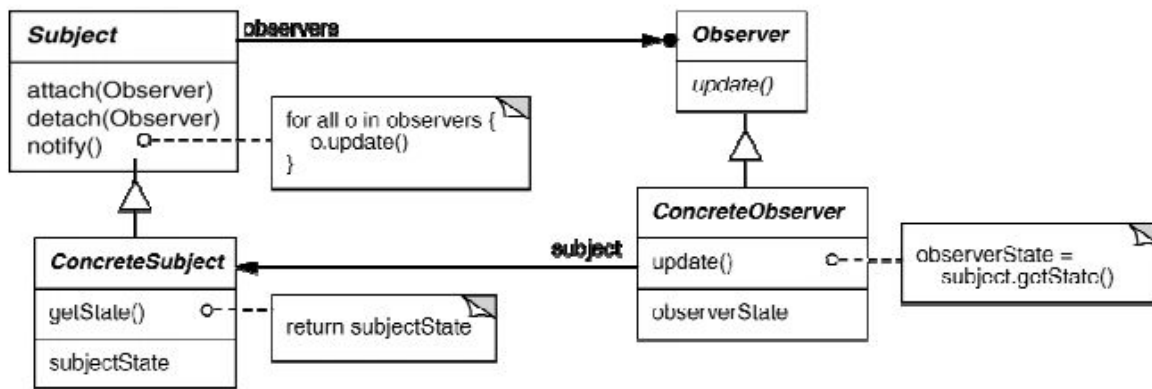 Subject
attach(Observer)
detach(Observer)
notify()
observers
Observer
update()
for all o in observers {
o.update()
}
ConcreteSubject
getState()
subjectState
return subjectState
subject
ConcreteObserver
update()
observerState
observerState =
subject.getState()